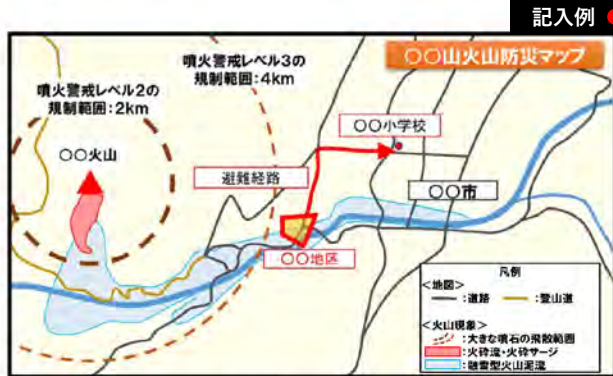 記入例
○○山火山防災マップ
噴火警戒レベル3の
規制範囲:4km
噴火警戒レベル2の
規制範囲:2km
○○火山
○○小学校
避難経路
○○市
○○地区
凡例
<地図>
:道路
:登山道
<火山現象>
:大きな噴石の飛散範囲
:火砕流・火砕サージ
:融雪型火山泥流